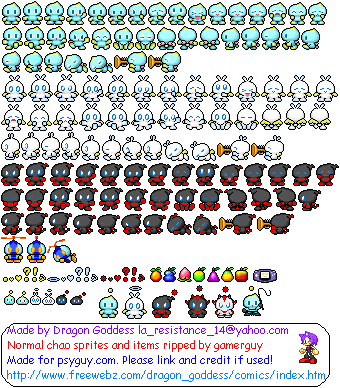 Made by Dragon Goddess la_resistance_14@yahoo.com
Normal chao sprites and items ripped by gamerguy
Made for psyguy.com. Please link and credit if used!
http://www.freewebz.com/dragon_goddess/comics/index.htm